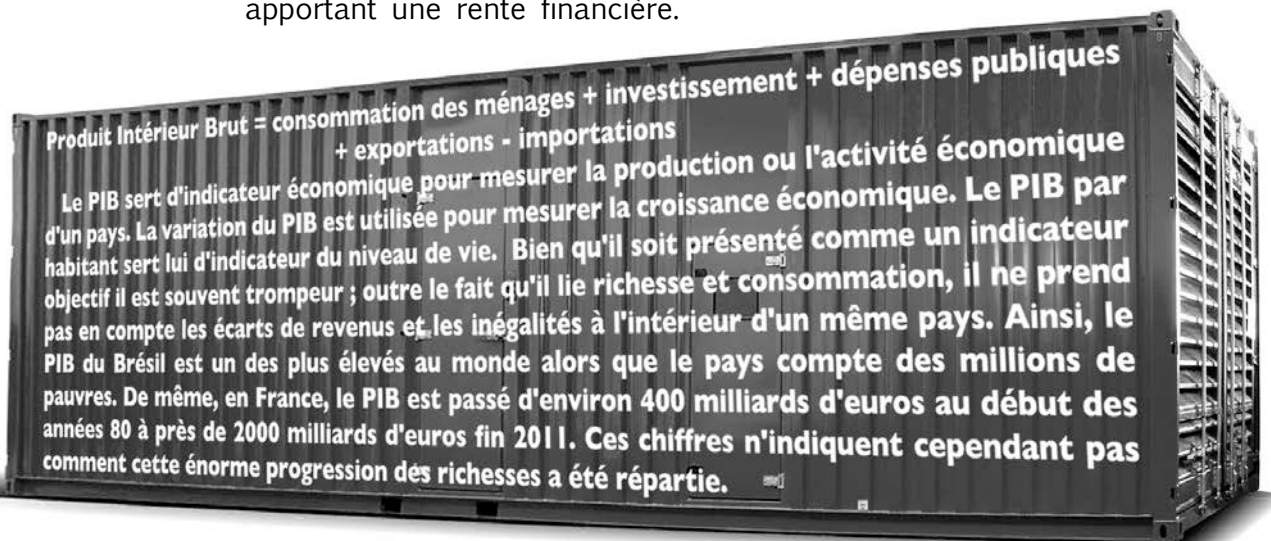 apportant une rente financière.
Produit Intérieur Brut = consommation des ménages + investissement + dépenses publiques
+ exportations - importations
Le PIB sert d'indicateur économique pour mesurer la production ou l'activité économique
d'un pays. La variation du PIB est utilisée pour mesurer la croissance économique. Le PIB par
habitant sert lui d'indicateur du niveau de vie. Bien qu'il soit présenté comme un indicateur
objectif il est souvent trompeur ; outre le fait qu'il lie richesse et consommation, il ne prend
pas en compte les écarts de revenus et les inégalités à l'intérieur d'un même pays. Ainsi, le
PIB du Brésil est un des plus élevés au monde alors que le pays compte des millions de
pauvres. De même, en France, le PIB est passé d'environ 400 milliards d'euros au début des
années 80 à près de 2000 milliards d'euros fin 2011. Ces chiffres n'indiquent cependant pas
comment cette énorme progression des richesses a été répartie.